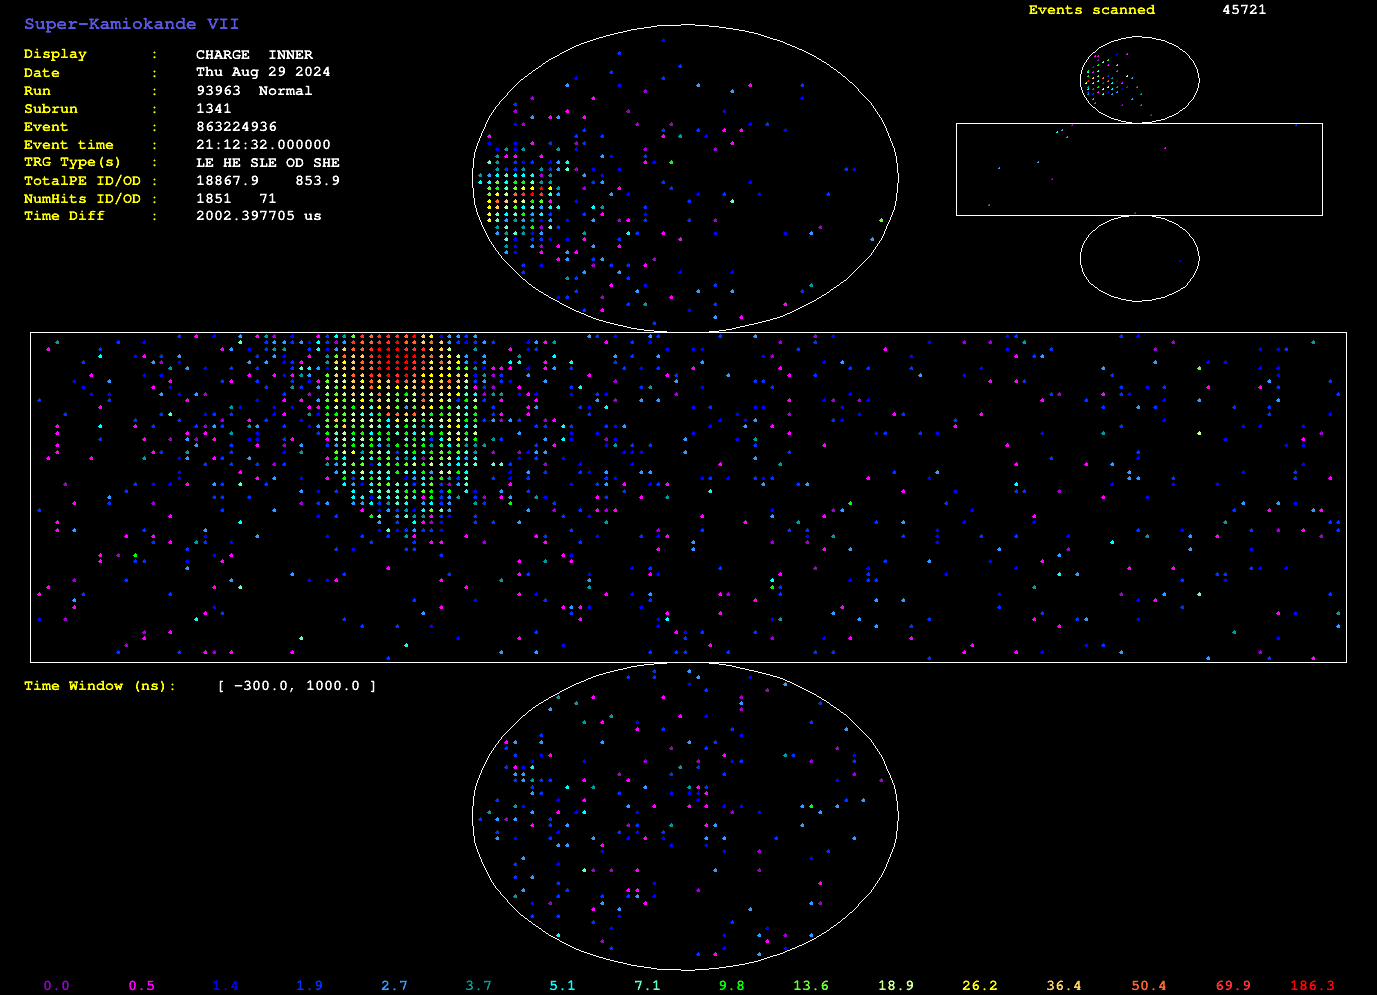 Super-Kamiokande VII
Events scanned 45721
Display : CHARGE INNER
Date : Thu Aug 29 2024
Run : 93963 Normal
Subrun : 1341
Event : 863224936
Event time : 21:12:32.000000
TRG Type(s) : LE HE SLE OD SHE
TotalPE ID/OD : 18867.9 853.9
NumHits ID/OD : 1851 71
Time Diff : 2002.397705 us
Time Window (ns): [ -300.0, 1000.0 ]
0.0 0.5 1.4 1.9 2.7 3.7 5.1 7.1 9.8 13.6 18.9 26.2 36.4 50.4 69.9 186.3